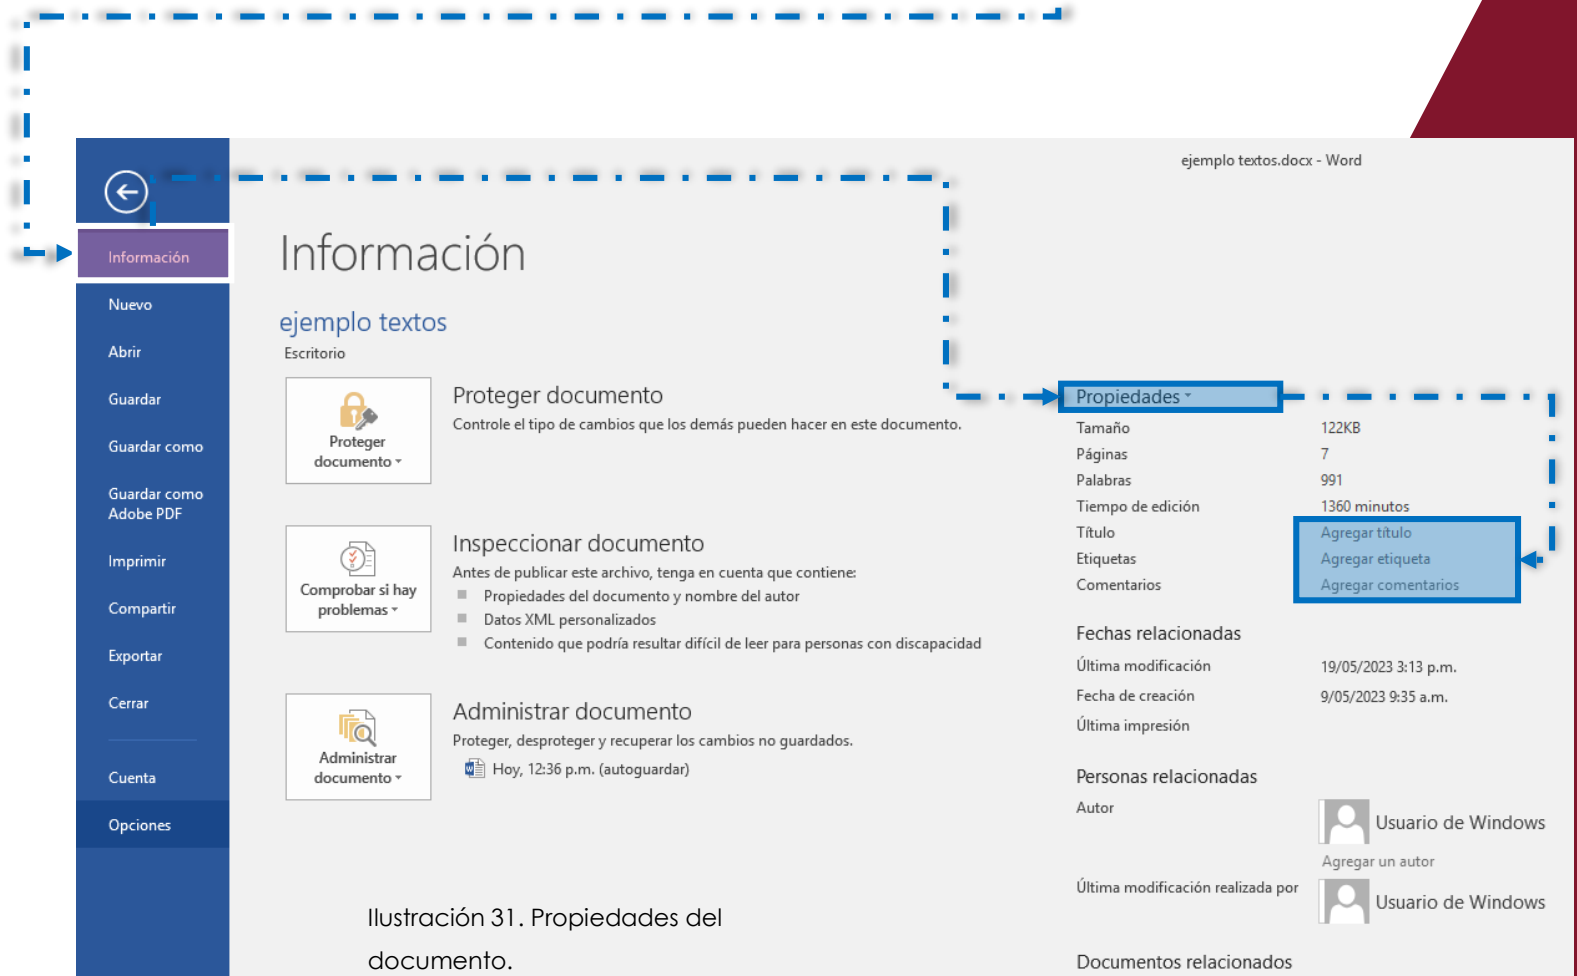 ejemplo textos.docx - Word
Información
Nuevo
Abrir
Guardar
Guardar como
Guardar como
Adobe PDF
Imprimir
Compartir
Exportar
Cerrar
Cuenta
Opciones
Información
ejemplo textos
Escritorio
Proteger
documento
Proteger documento
Controle el tipo de cambios que los demás pueden hacer en este documento.
Comprobar si hay
problemas
Inspeccionar documento
Antes de publicar este archivo, tenga en cuenta que contiene:
Propiedades del documento y nombre del autor
Datos XML personalizados
Contenido que podría resultar difícil de leer para personas con discapacidad
Administrar
documento
Administrar documento
Proteger, desproteger y recuperar los cambios no guardados.
Hoy, 12:36 p.m. (autoguardar)
Propiedades
Tamaño 122KB
Páginas 7
Palabras 991
Tiempo de edición 1360 minutos
Título Agregar título
Etiquetas Agregar etiqueta
Comentarios Agregar comentarios
Fechas relacionadas
Última modificación 19/05/2023 3:13 p.m.
Fecha de creación 9/05/2023 9:35 a.m.
Última impresión
Personas relacionadas
Autor Usuario de Windows
Agregar un autor
Última modificación realizada por Usuario de Windows
Documentos relacionados
Ilustración 31. Propiedades del
documento.